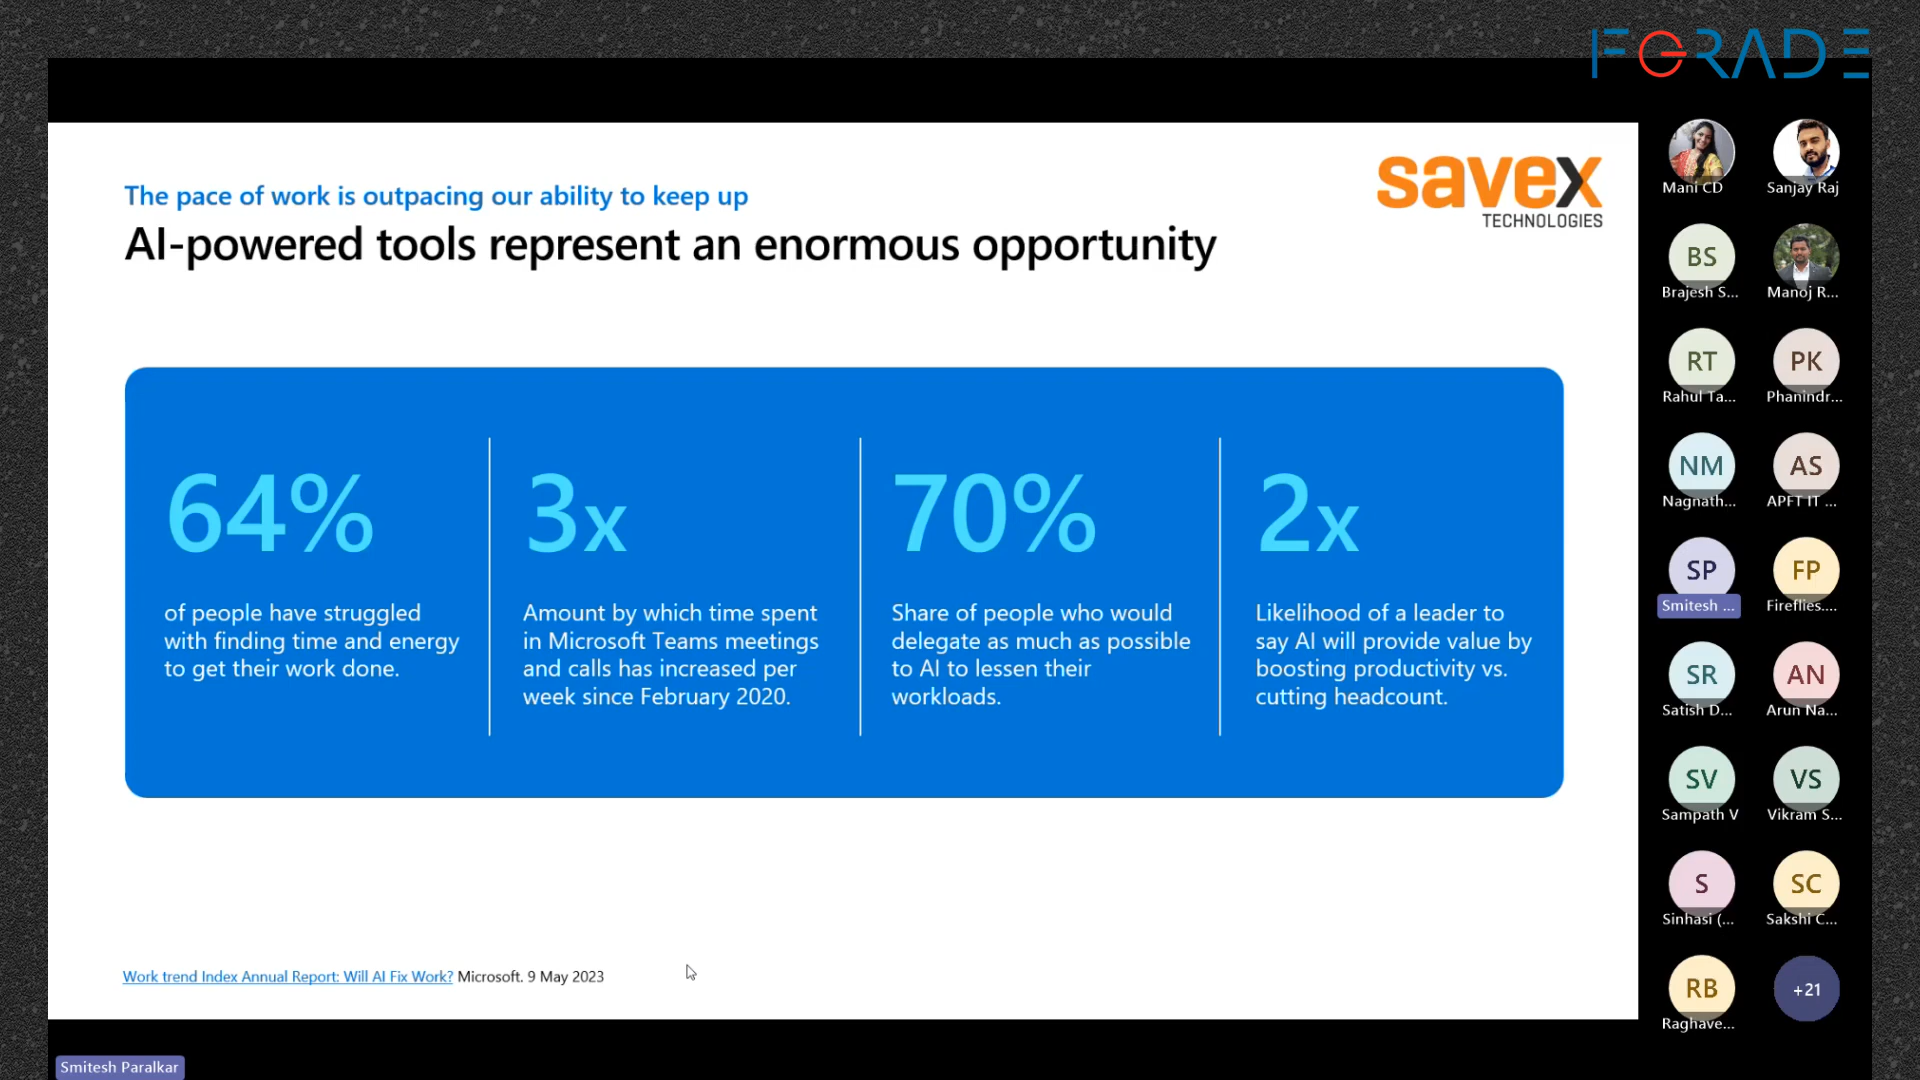 FGRADE
The pace of work is outpacing our ability to keep up
AI-powered tools represent an enormous opportunity
savex
TECHNOLOGIES
64%
of people have struggled
with finding time and energy
to get their work done.
3x
Amount by which time spent
in Microsoft Teams meetings
and calls has increased per
week since February 2020.
70%
Share of people who would
delegate as much as possible
to AI to lessen their
workloads.
2x
Likelihood of a leader to
say AI will provide value by
boosting productivity vs.
cutting headcount.
Work trend Index Annual Report: Will AI Fix Work? Microsoft. 9 May 2023
Mani CD
Sanjay Raj
BS
Brajesh S...
Manoj R...
RT
Rahul Ta...
PK
Phanindr...
NM
Nagnath...
AS
APFT IT ...
SP
Smitesh ...
FP
Fireflies....
SR
Satish D...
AN
Arun Na...
SV
Sampath V
VS
Vikram S...
S
Sinhasi (...
SC
Sakshi C...
RB
Raghave...
+21
Smitesh Paralkar